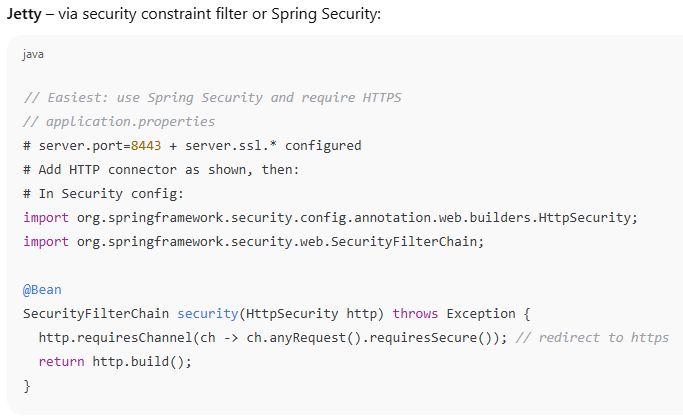 Jetty – via security constraint filter or Spring Security:
java
// Easiest: use Spring Security and require HTTPS
// application.properties
# server.port=8443 + server.ssl.* configured
# Add HTTP connector as shown, then:
# In Security config:
import org.springframework.security.config.annotation.web.builders.HttpSecurity;
import org.springframework.security.web.SecurityFilterChain;
@Bean
SecurityFilterChain security(HttpSecurity http) throws Exception {
  http.requiresChannel(ch -> ch.anyRequest().requiresSecure()); // redirect to https
  return http.build();
}